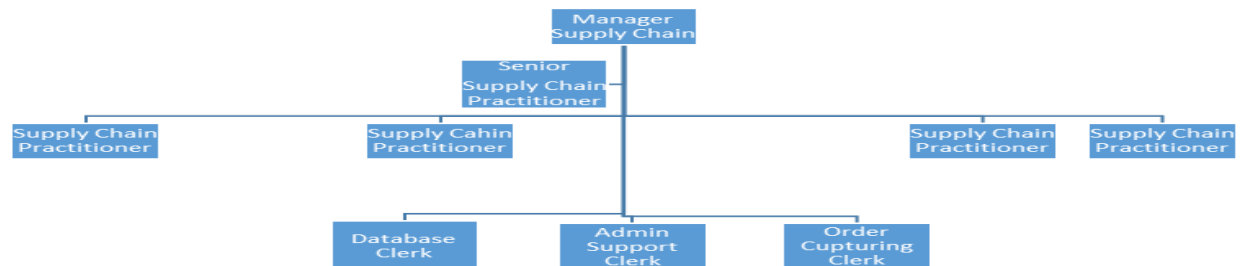 Manager
Supply Chain
Senior
Supply Chain
Practitioner
Supply Chain
Practitioner
Supply Cahin
Practitioner
Supply Chain
Practitioner
Supply Chain
Practitioner
Database
Clerk
Admin
Support
Clerk
Order
Cupturing
Clerk